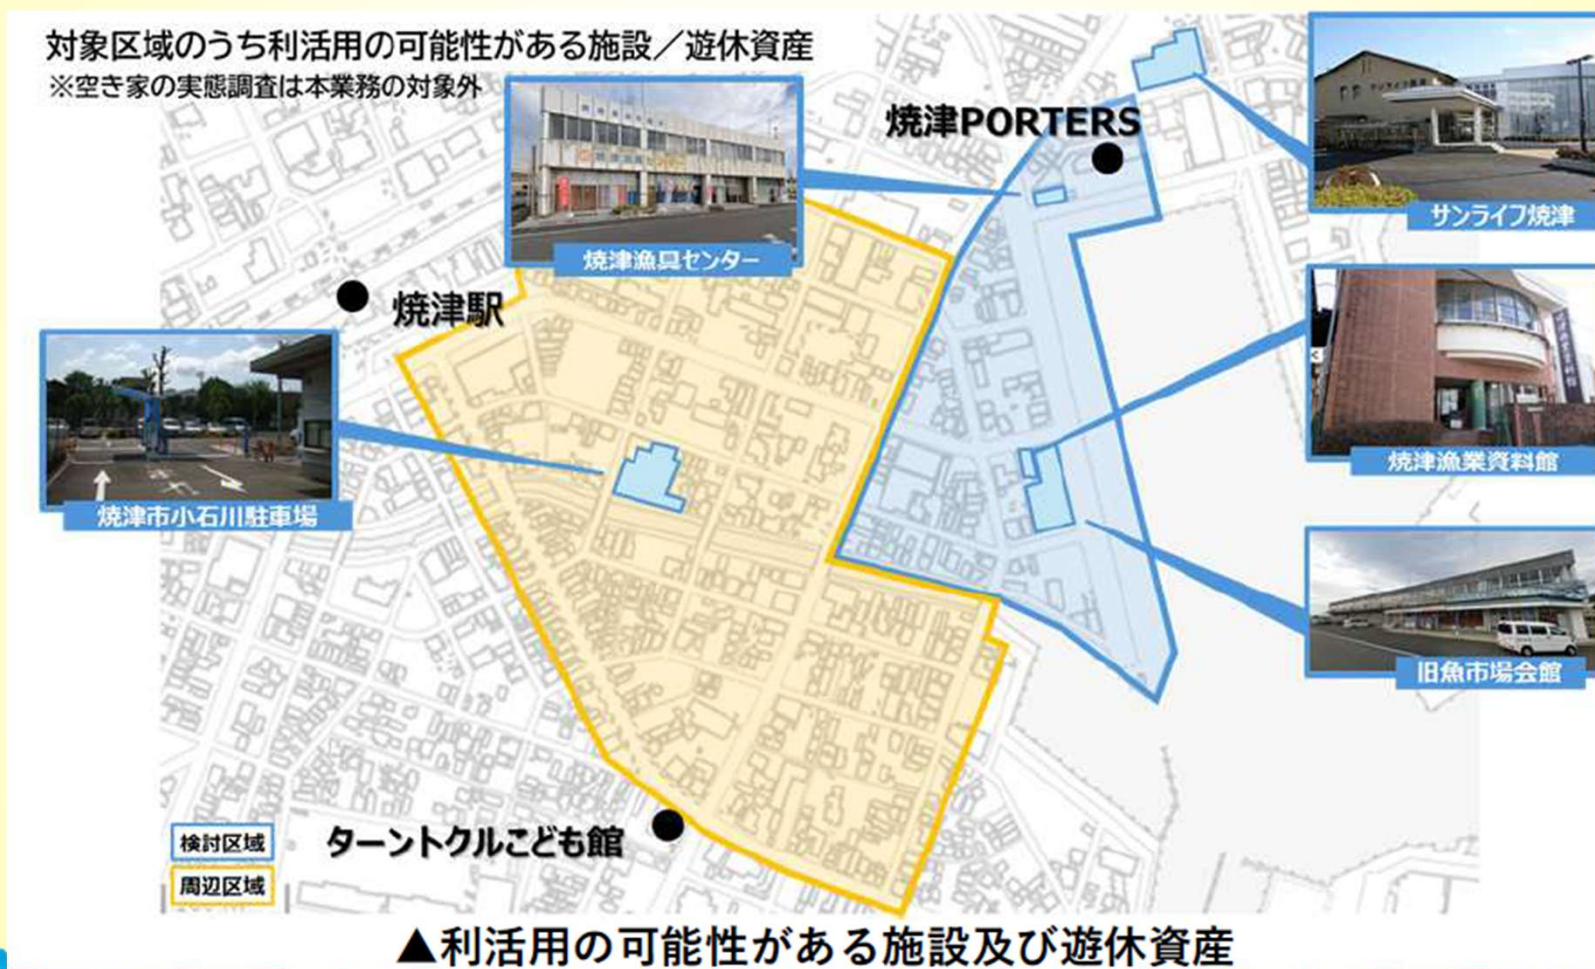 対象区域のうち利活用の可能性がある施設／遊休資産
※空き家の実態調査は本業務の対象外
焼津PORTERS
サンライフ焼津
焼津漁具センター
焼津駅
焼津漁業資料館
焼津市小石川駐車場
旧魚市場会館
検討区域
周辺区域
ターントクルこども館
▲利活用の可能性がある施設及び遊休資産